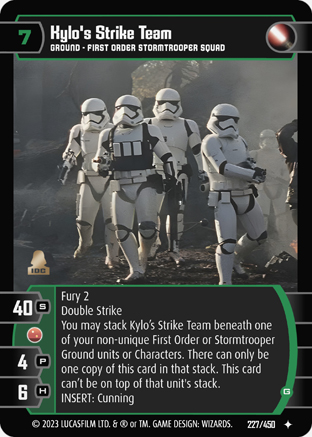 7
Kylo's Strike Team
GROUND - FIRST ORDER STORMTROOPER SQUAD
IDC
40 S
4 P
6 H
Fury 2
Double Strike
You may stack Kylo's Strike Team beneath one
of your non-unique First Order or Stormtrooper
Ground units or Characters. There can only be
one copy of this card in that stack. This card
can't be on top of that unit's stack.
INSERT: Cunning
G
© 2023 LUCASFILM LTD. & ® or TM. GAME DESIGN: WIZARDS.
227/450